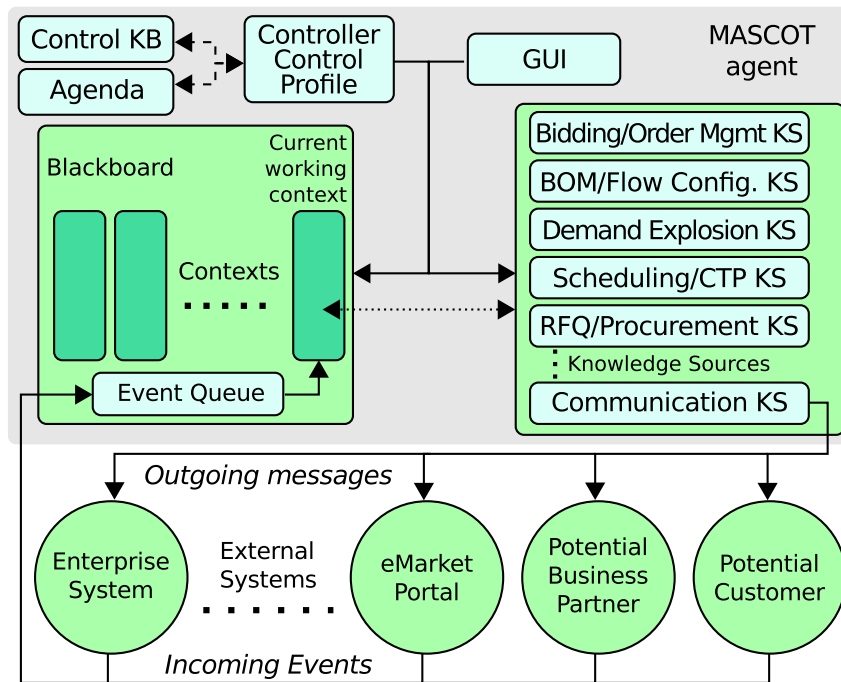 Control KB
Agenda
Controller
Control
Profile
GUI
MASCOT
agent
Blackboard
Current
working
context
Contexts
Event Queue
Bidding/Order Mgmt KS
BOM/Flow Config. KS
Demand Explosion KS
Scheduling/CTP KS
RFQ/Procurement KS
Knowledge Sources
Communication KS
Outgoing messages
Enterprise
System
External
Systems
eMarket
Portal
Potential
Business
Partner
Potential
Customer
Incoming Events